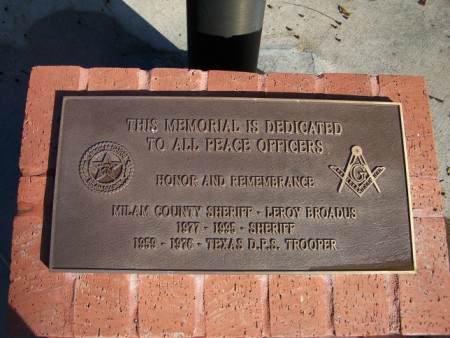 THIS MEMORIAL IS DEDICATED
TO ALL PEACE OFFICERS
HONOR AND REMEMBRANCE
G
MILAM COUNTY SHERIFF - LEROY BROADUS
1977 - 1995 - SHERIFF
1959 - 1976 - TEXAS D.P.S. TROOPER